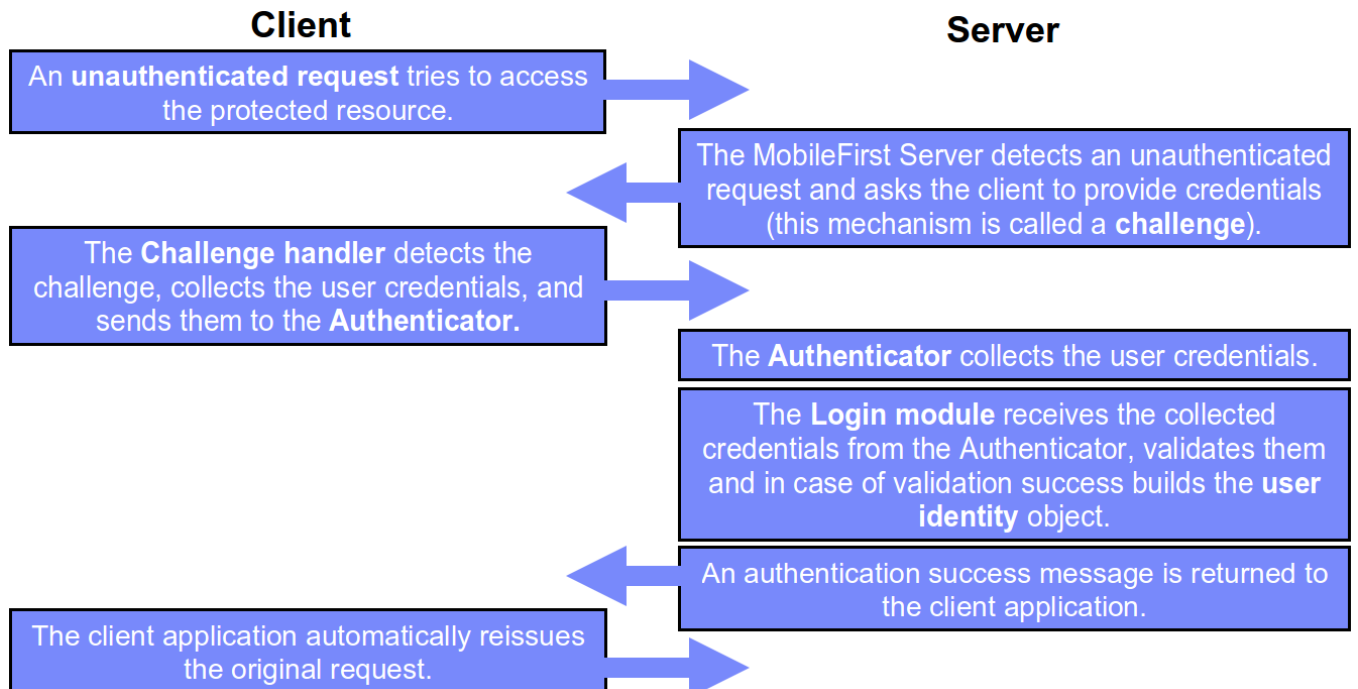 Client
Server
An unauthenticated request tries to access
the protected resource.
The MobileFirst Server detects an unauthenticated
request and asks the client to provide credentials
(this mechanism is called a challenge).
The Challenge handler detects the
challenge, collects the user credentials, and
sends them to the Authenticator.
The Authenticator collects the user credentials.
The Login module receives the collected
credentials from the Authenticator, validates them
and in case of validation success builds the user
identity object.
An authentication success message is returned to
the client application.
The client application automatically reissues
the original request.